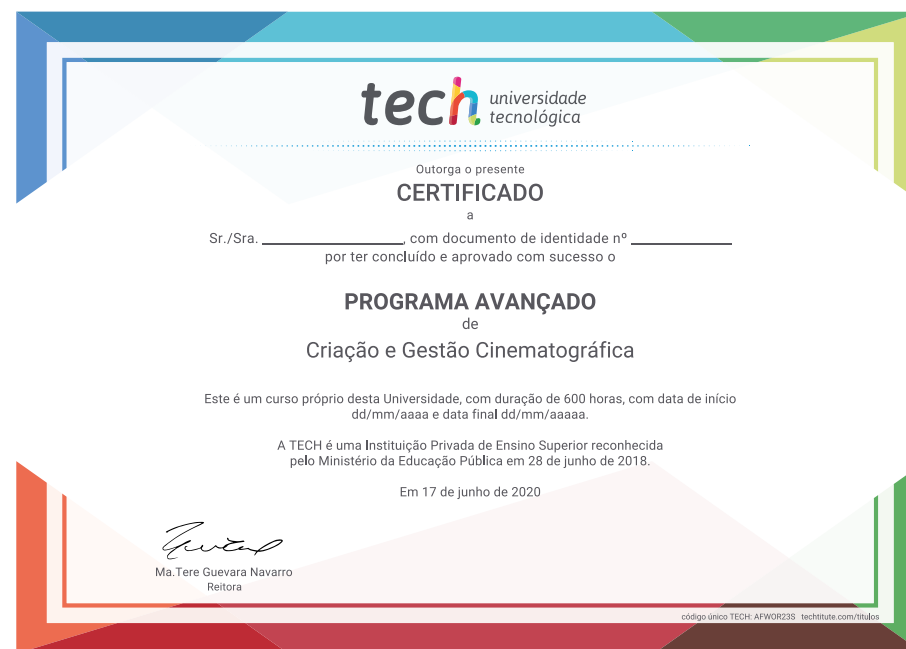 tech universidade
tecnológica
Outorga o presente
CERTIFICADO
a
Sr./Sra. ____________________, com documento de identidade nº ______________
por ter concluído e aprovado com sucesso o
PROGRAMA AVANÇADO
de
Criação e Gestão Cinematográfica
Este é um curso próprio desta Universidade, com duração de 600 horas, com data de início
dd/mm/aaaa e data final dd/mm/aaaaa.
A TECH é uma Instituição Privada de Ensino Superior reconhecida
pelo Ministério da Educação Pública em 28 de junho de 2018.
Em 17 de junho de 2020
Ma.Tere Guevara Navarro
Reitora
código único TECH: AFWOR23S techtitute.com/titulos